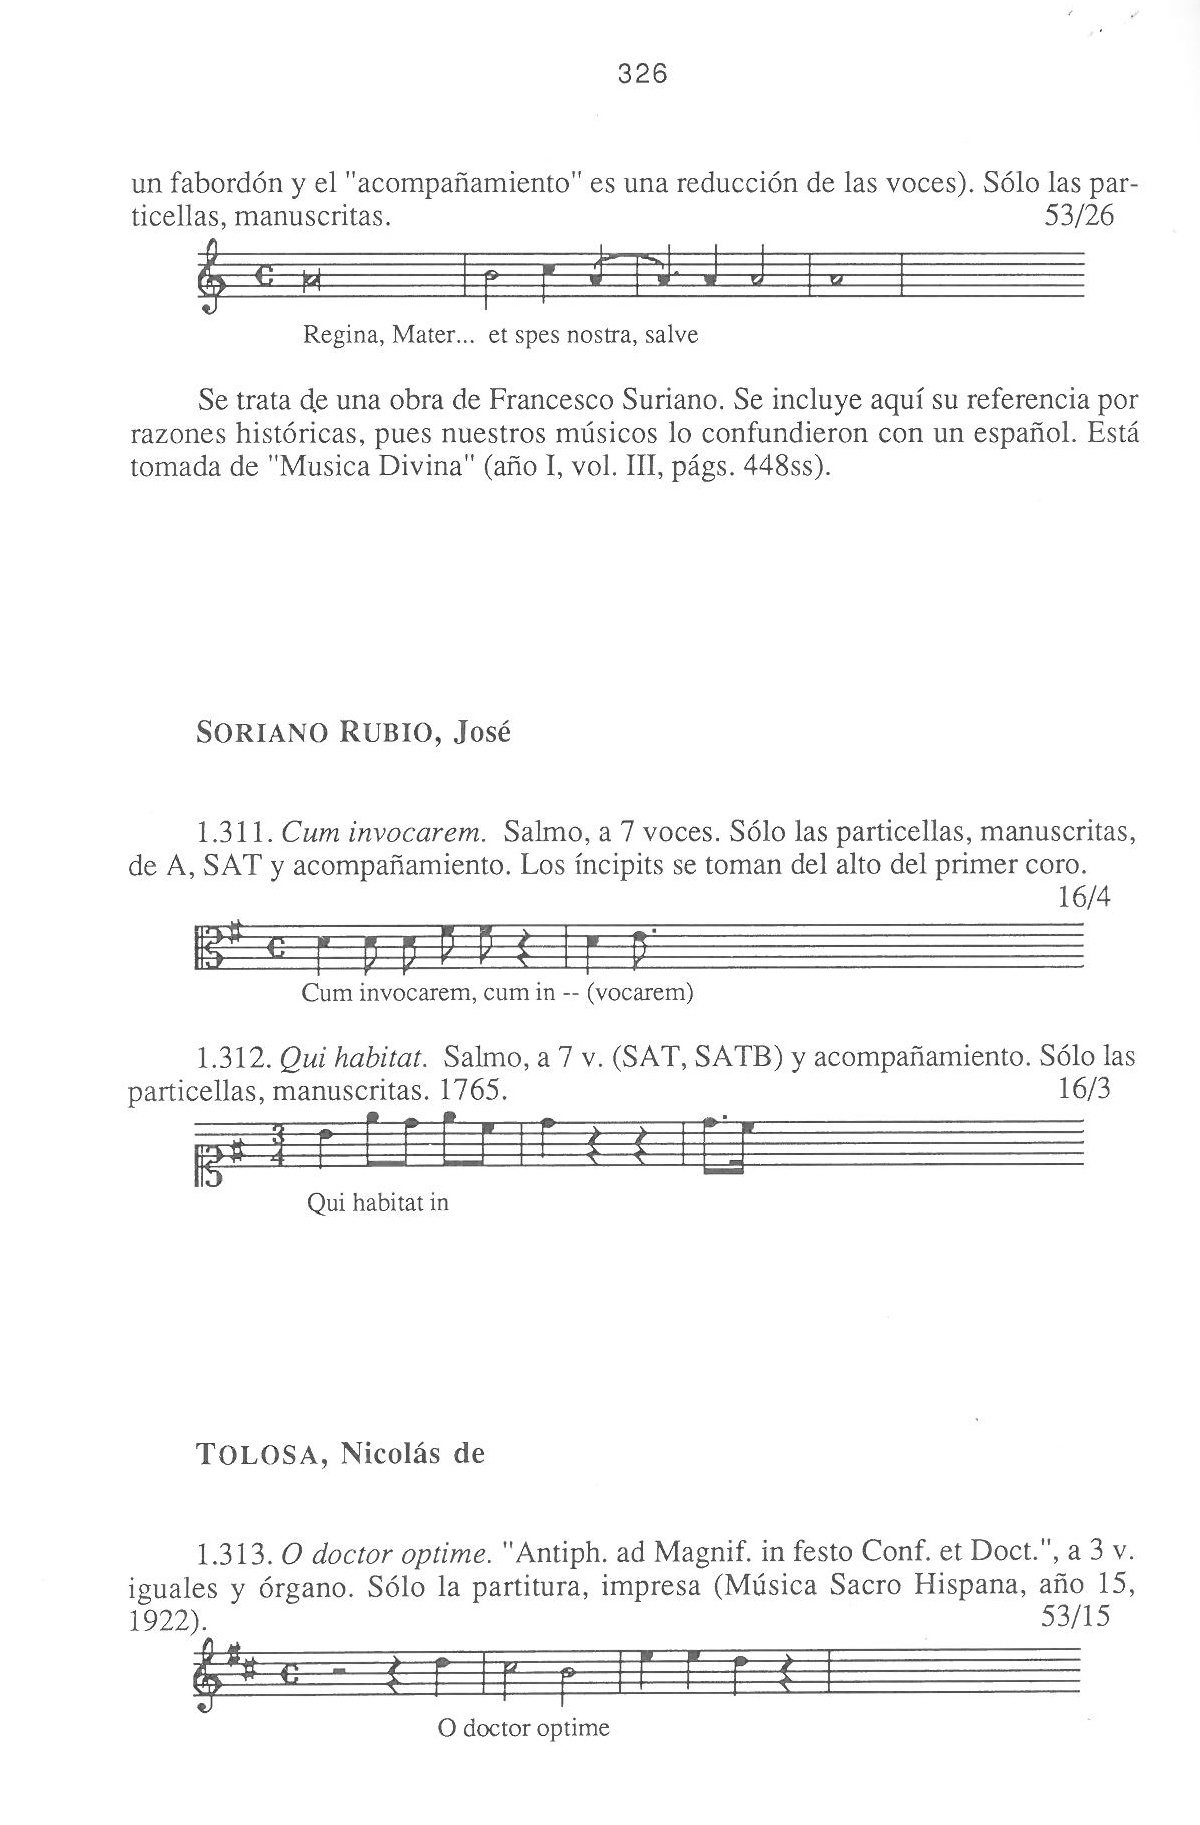 326
un fabordón y el "acompañamiento" es una reducción de las voces). Sólo las par-
ticellas, manuscritas. 53/26
Regina, Mater... et spes nostra, salve
Se trata de una obra de Francesco Suriano. Se incluye aquí su referencia por
razones históricas, pues nuestros músicos lo confundieron con un español. Está
tomada de "Musica Divina" (año I, vol. III, págs. 448ss).
SORIANO RUBIO, José
1.311. Cum invocarem. Salmo, a 7 voces. Sólo las particellas, manuscritas,
de A, SAT y acompañamiento. Los íncipits se toman del alto del primer coro.
16/4
Cum invocarem, cum in -- (vocarem)
1.312. Qui habitat. Salmo, a 7 v. (SAT, SATB) y acompañamiento. Sólo las
particellas, manuscritas. 1765. 16/3
3
4
Qui habitat in
TOLOSA, Nicolás de
1.313. O doctor optime. "Antiph. ad Magnif. in festo Conf. et Doct.", a 3 v.
iguales y órgano. Sólo la partitura, impresa (Música Sacro Hispana, año 15,
1922). 53/15
O doctor optime